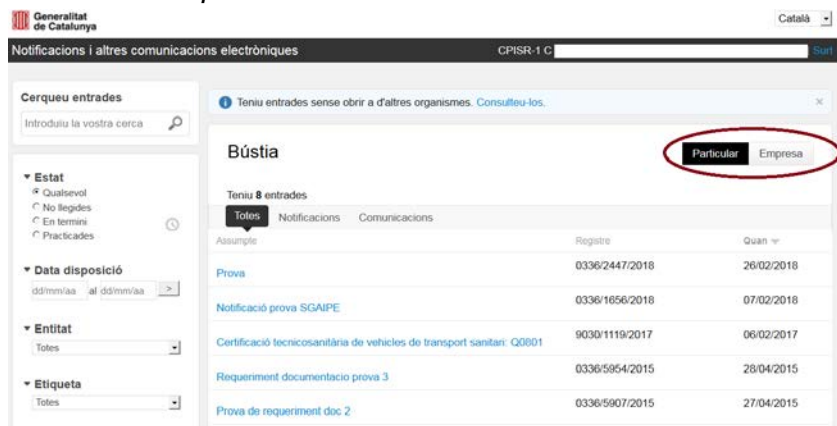 Generalitat
de Catalunya
Català
Notificacions i altres comunicacions electròniques
CPISR-1 C
Surt
Cerqueu entrades
Introduïu la vostra cerca
Teniu entrades sense obrir a d'altres organismes. Consulteu-los.
×
Bústia
Particular
Empresa
Estat
Qualsevol
No llegides
En termini
Practicades
Teniu 8 entrades
Totes
Notificacions
Comunicacions
Assumpte
Registre
Quan
Data disposició
dd/mm/aa al dd/mm/aa >
Prova 0336/2447/2018 26/02/2018
Notificació prova SGAIPE 0336/1656/2018 07/02/2018
Entitat
Totes
Certificació tecnicosanitària de vehicles de transport sanitari: Q0801 9030/1119/2017 06/02/2017
Etiqueta
Totes
Requeriment documentacio prova 3 0336/5954/2015 28/04/2015
Prova de requeriment doc 2 0336/5907/2015 27/04/2015